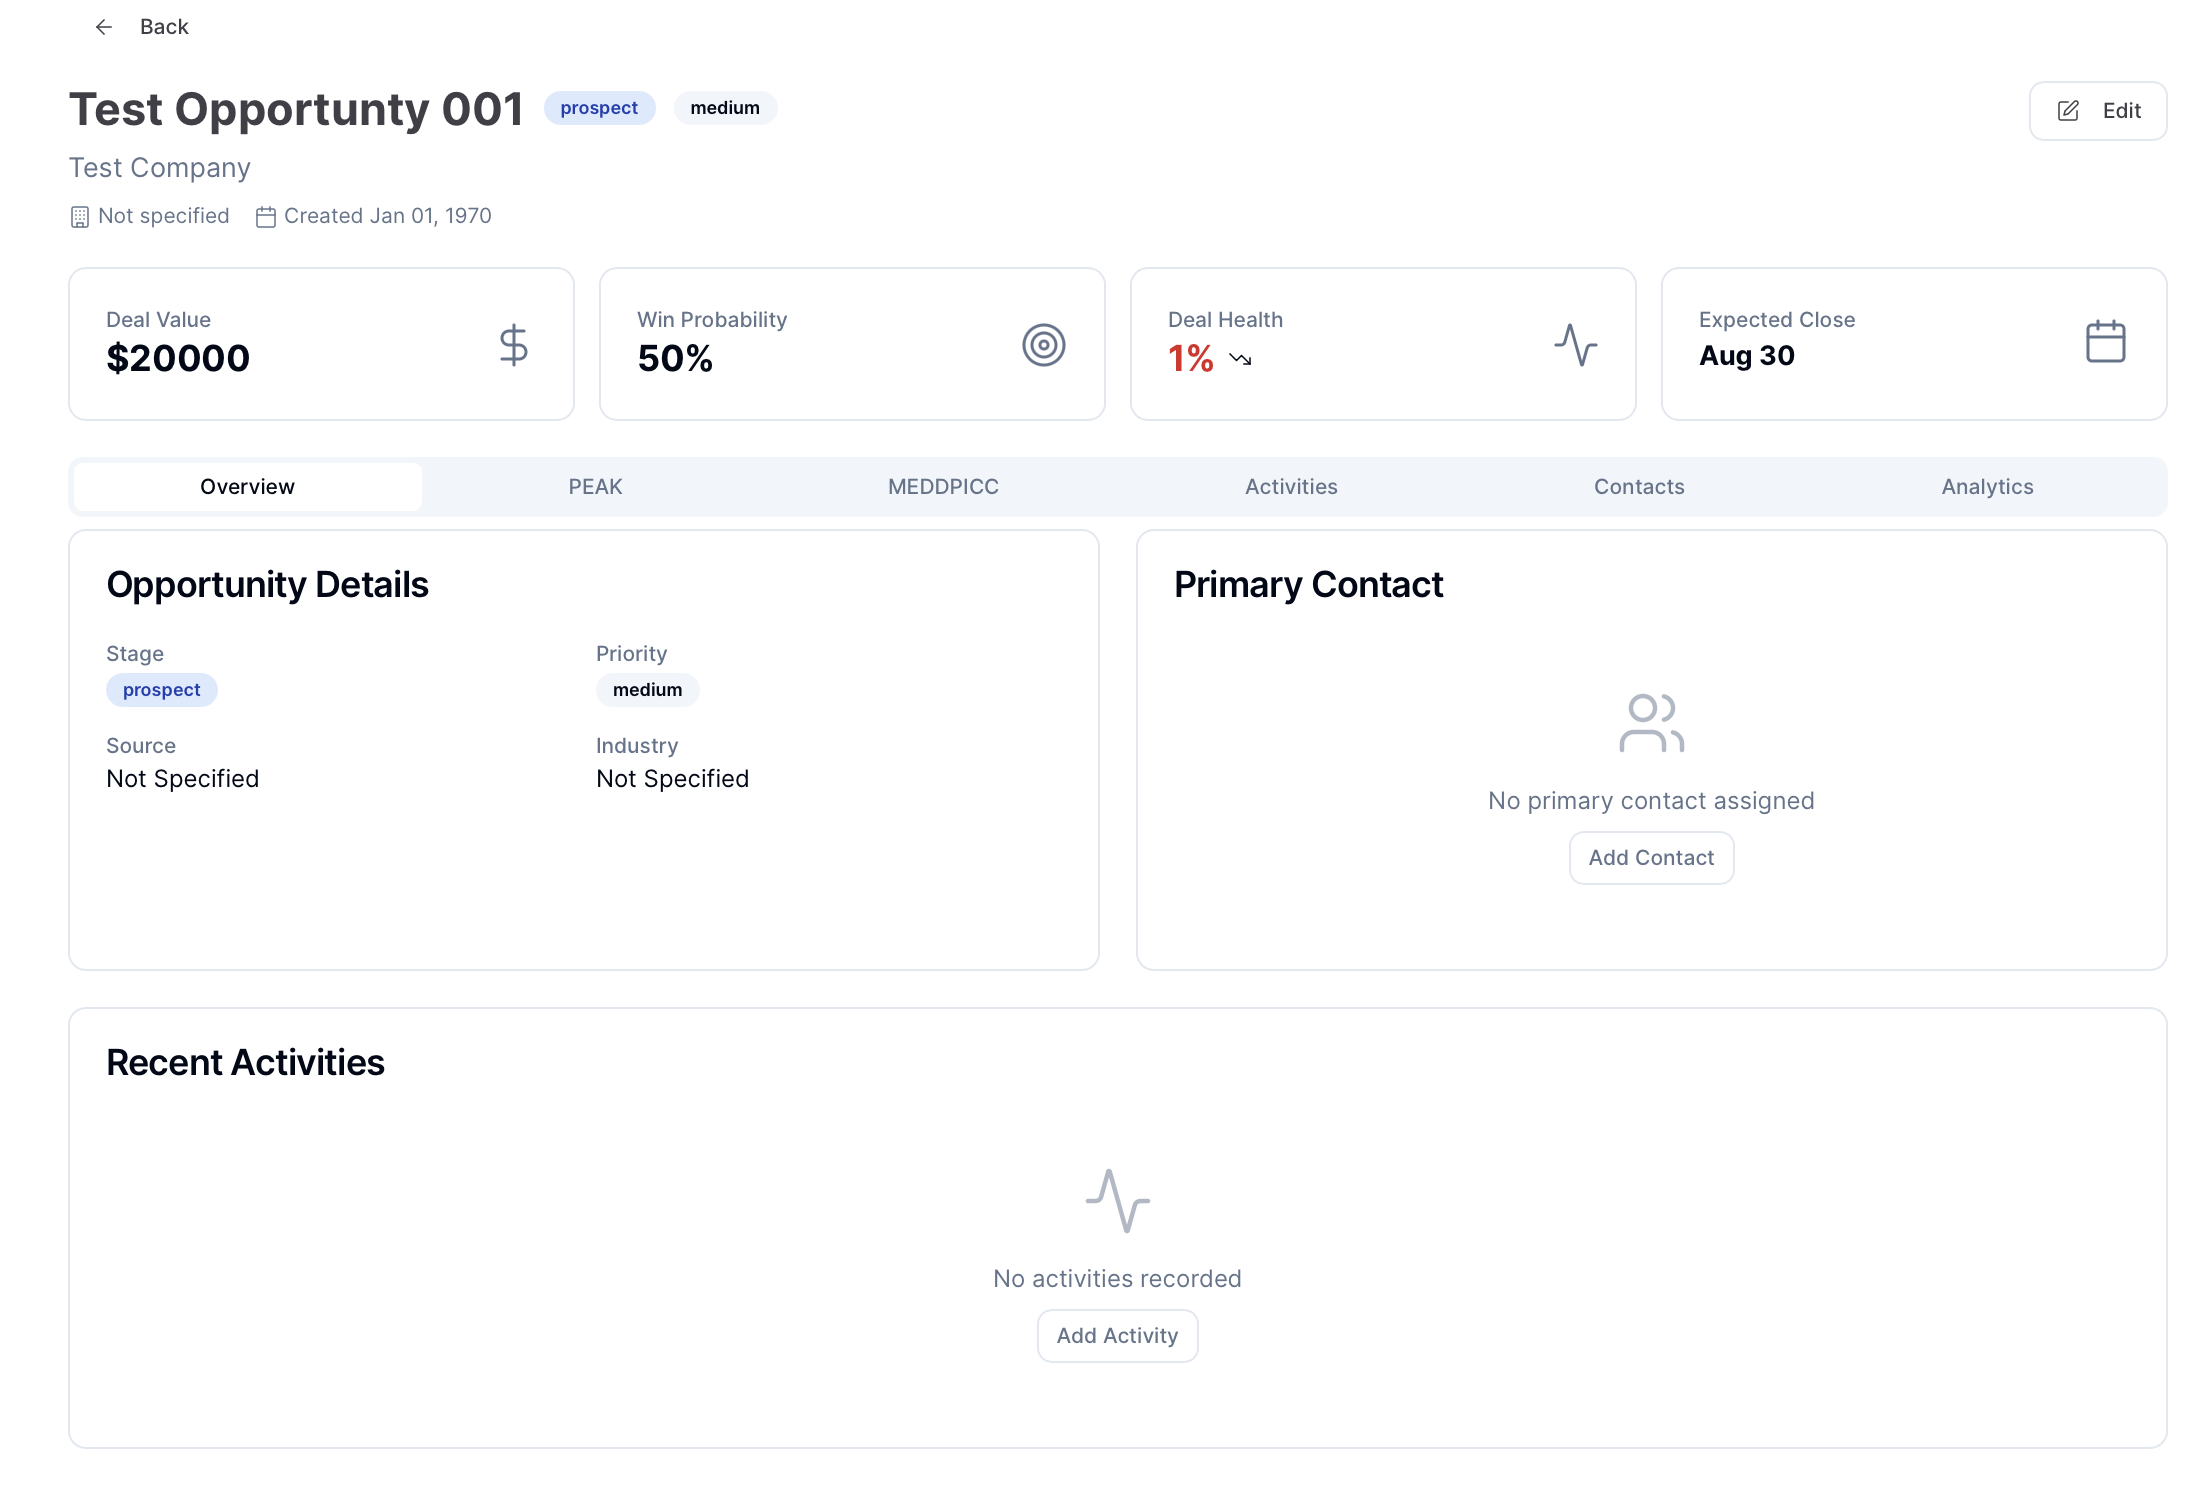 Back
Test Opportunty 001 prospect medium
Edit
Test Company
Not specified Created Jan 01, 1970
Deal Value
$20000
Win Probability
50%
Deal Health
1%
Expected Close
Aug 30
Overview PEAK MEDDPICC Activities Contacts Analytics
Opportunity Details
Stage Priority
prospect medium
Source Industry
Not Specified Not Specified
Primary Contact
No primary contact assigned
Add Contact
Recent Activities
No activities recorded
Add Activity